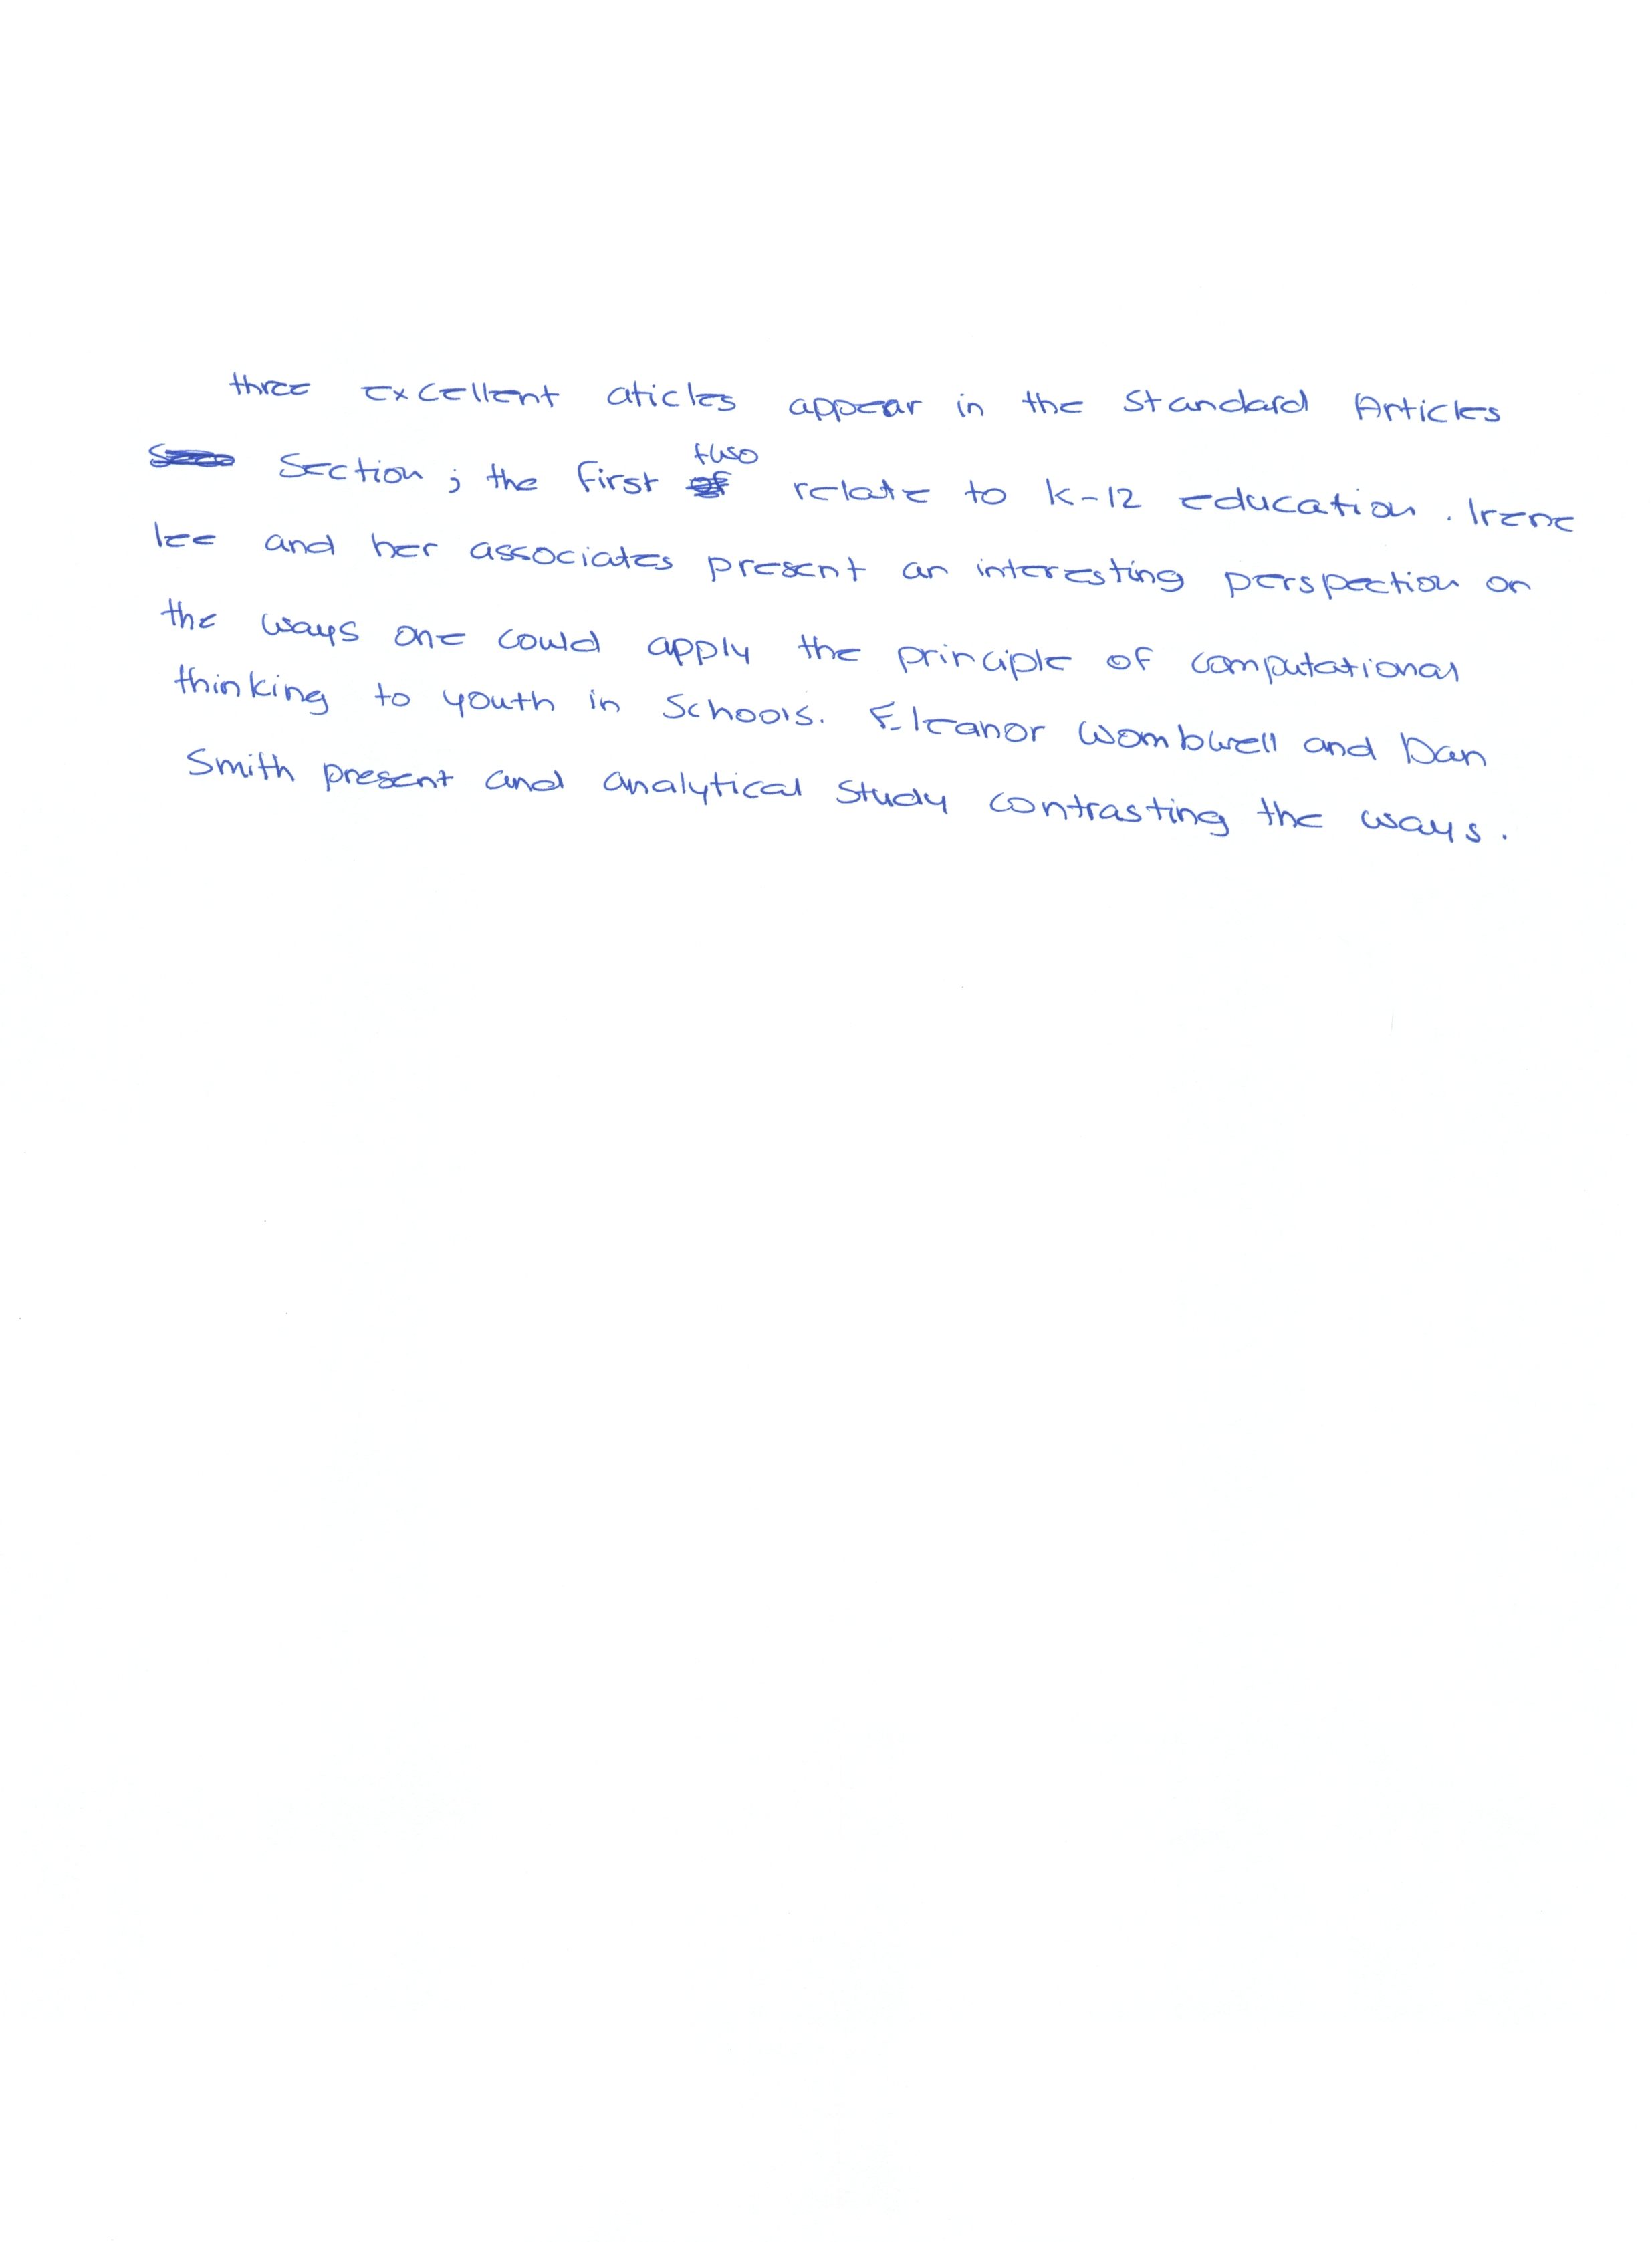 three excellent aticles appear in the Standard Articles
Section ; the first two relate to K-12 education . Irene
lee and her associates present an interesting perspection on
the ways one could apply the principle of computational
thinking to youth in Schools. Eleanor Wombwell and Dan
Smith present and analytical Study contrasting the ways .